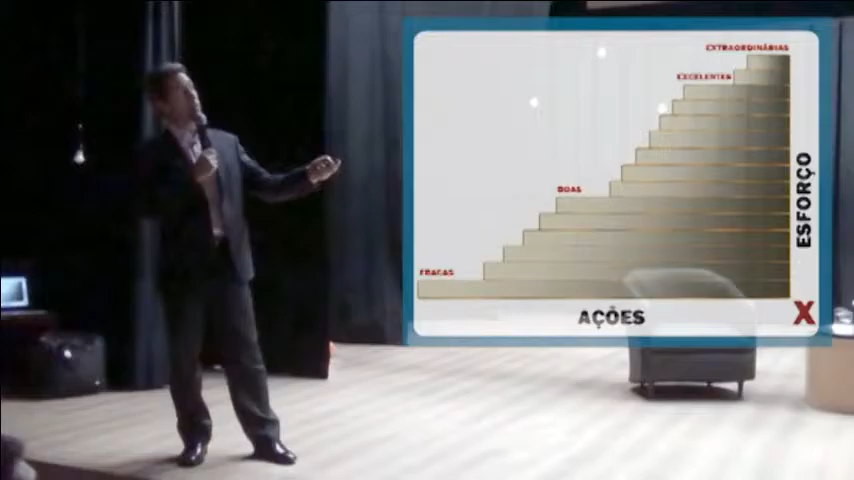 EXTRAORDINÁRIAS
EXCELENTES
BOAS
FRACAS
ESFORÇO
AÇÕES
X